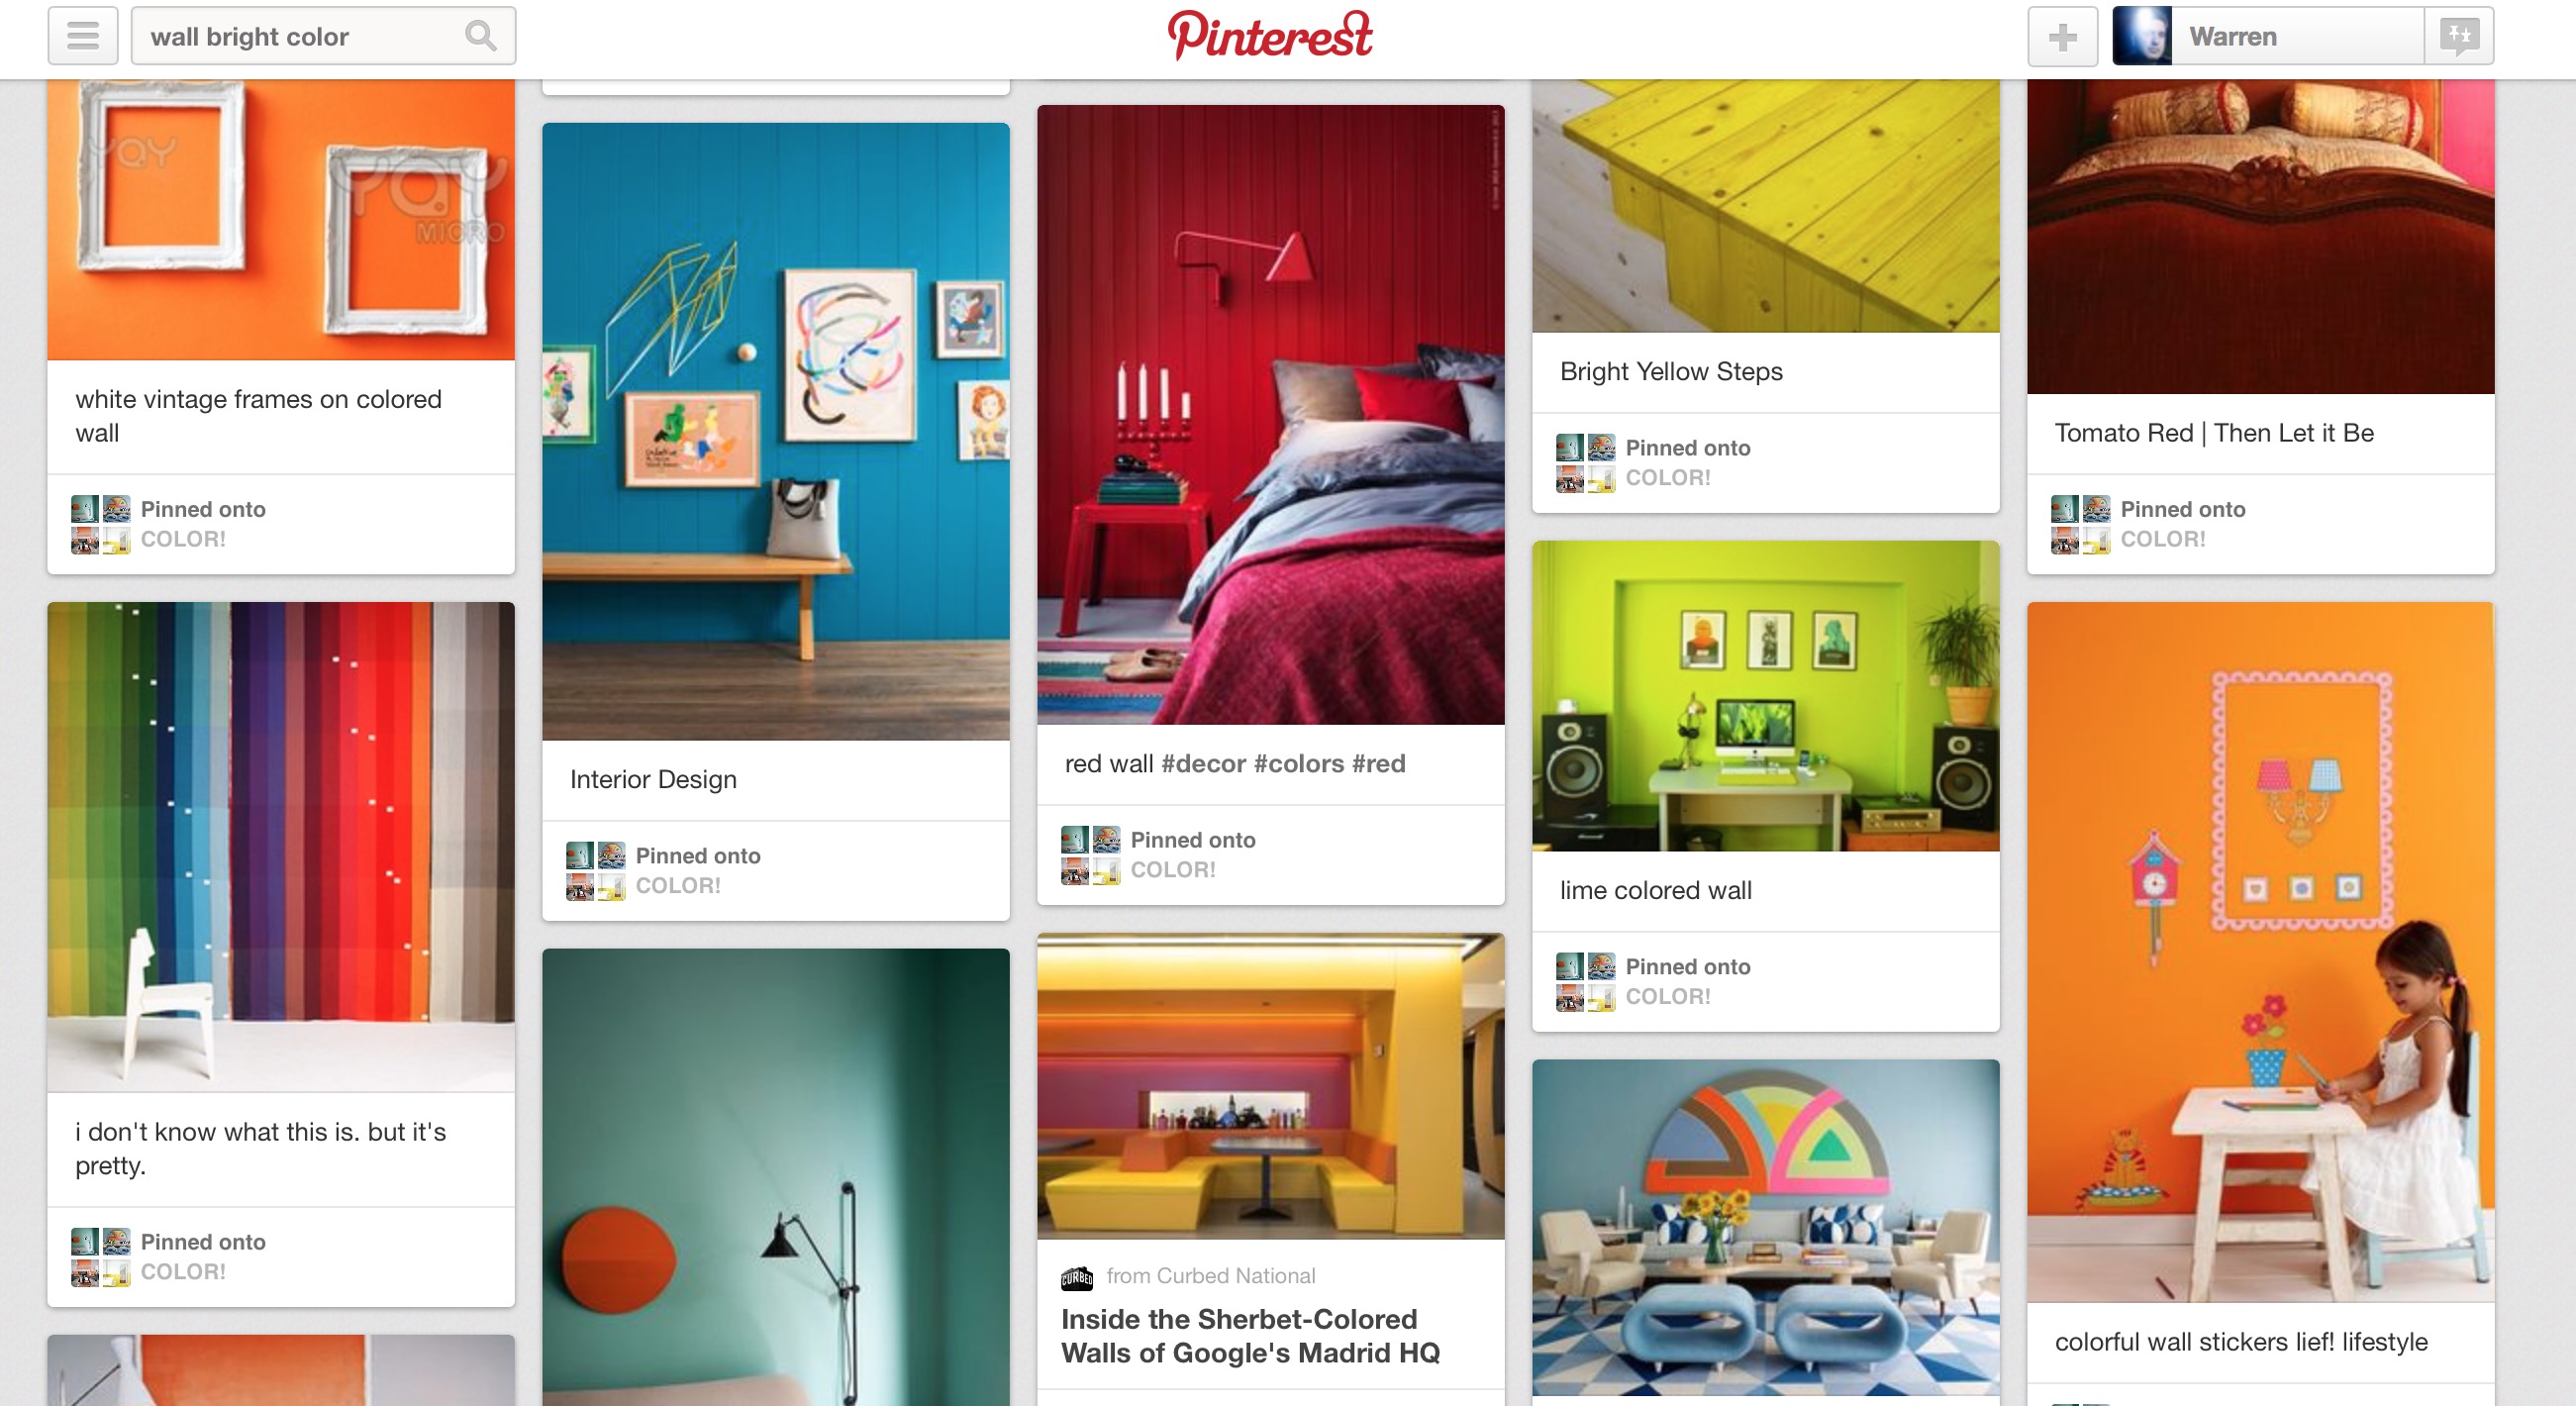 wall bright color
Pinterest
Warren
YAY
YAY
MICRO
white vintage frames on colored
wall
Pinned onto
COLOR!
i don't know what this is. but it's
pretty.
Pinned onto
COLOR!
Interior Design
Pinned onto
COLOR!
red wall #decor #colors #red
Pinned onto
COLOR!
CURBED
from Curbed National
Inside the Sherbet-Colored
Walls of Google's Madrid HQ
Bright Yellow Steps
Pinned onto
COLOR!
lime colored wall
Pinned onto
COLOR!
Tomato Red | Then Let it Be
Pinned onto
COLOR!
colorful wall stickers lief! lifestyle